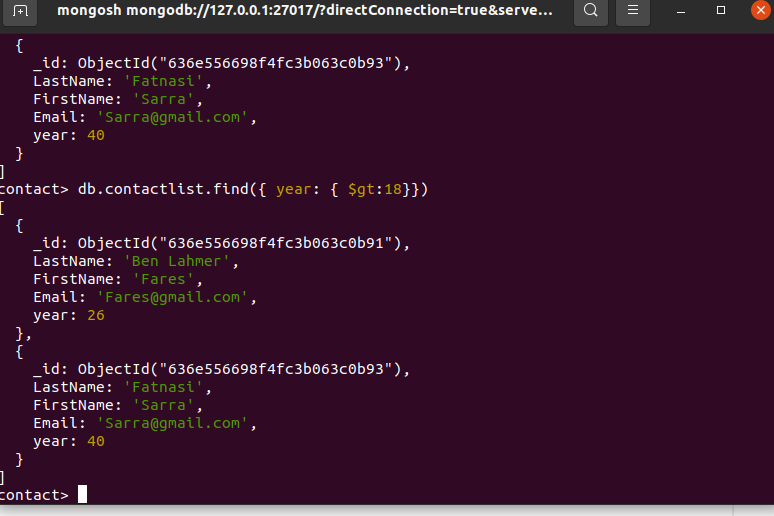 mongosh mongodb://127.0.0.1:27017/?directConnection=true&serve...
{
_id: ObjectId("636e556698f4fc3b063c0b93"),
LastName: 'Fatnasi',
FirstName: 'Sarra',
Email: 'Sarra@gmail.com',
year: 40
}
]
contact> db.contactlist.find({ year: { $gt:18}})
[
{
_id: ObjectId("636e556698f4fc3b063c0b91"),
LastName: 'Ben Lahmer',
FirstName: 'Fares',
Email: 'Fares@gmail.com',
year: 26
},
{
_id: ObjectId("636e556698f4fc3b063c0b93"),
LastName: 'Fatnasi',
FirstName: 'Sarra',
Email: 'Sarra@gmail.com',
year: 40
}
]
contact>